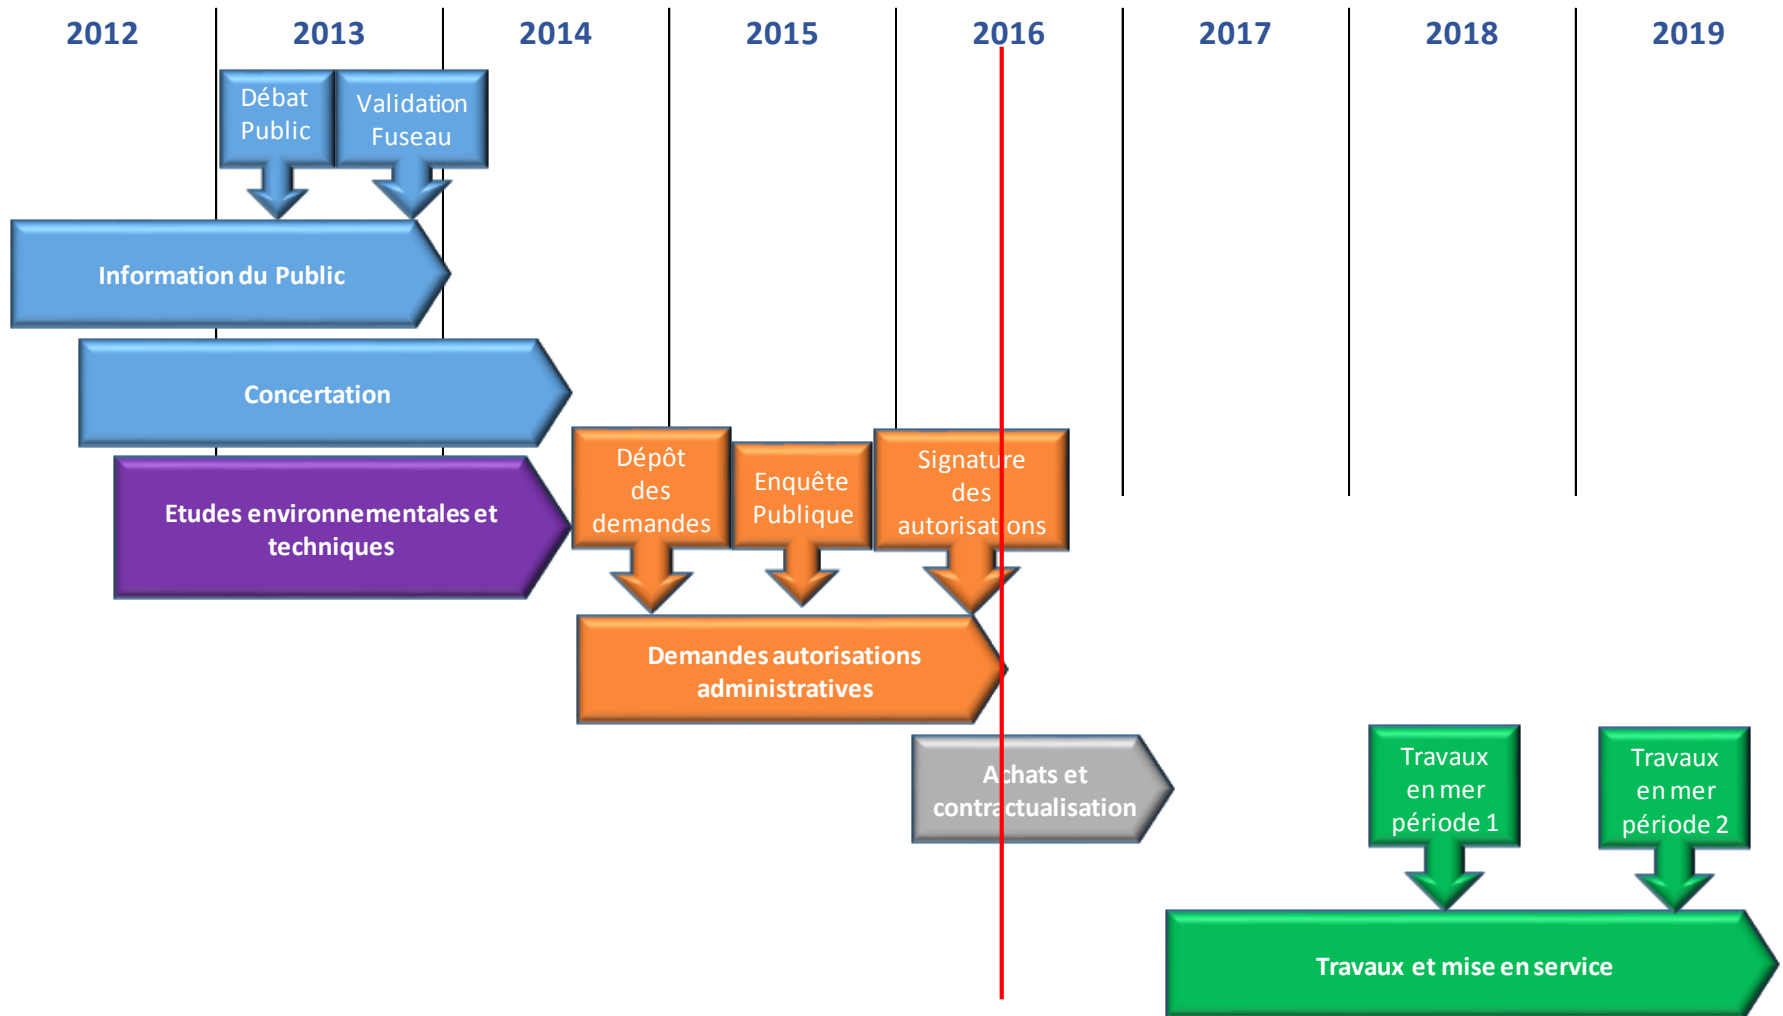 2012
2013
2014
2015
2016
2017
2018
2019
Débat
Public
Validation
Fuseau
Information du Public
Concertation
Etudes environnementales et
techniques
Dépôt
des
demandes
Enquête
Publique
Signature
des
autorisations
Demandes autorisations
administratives
Achats et
contractualisation
Travaux
en mer
période 1
Travaux
en mer
période 2
Travaux et mise en service